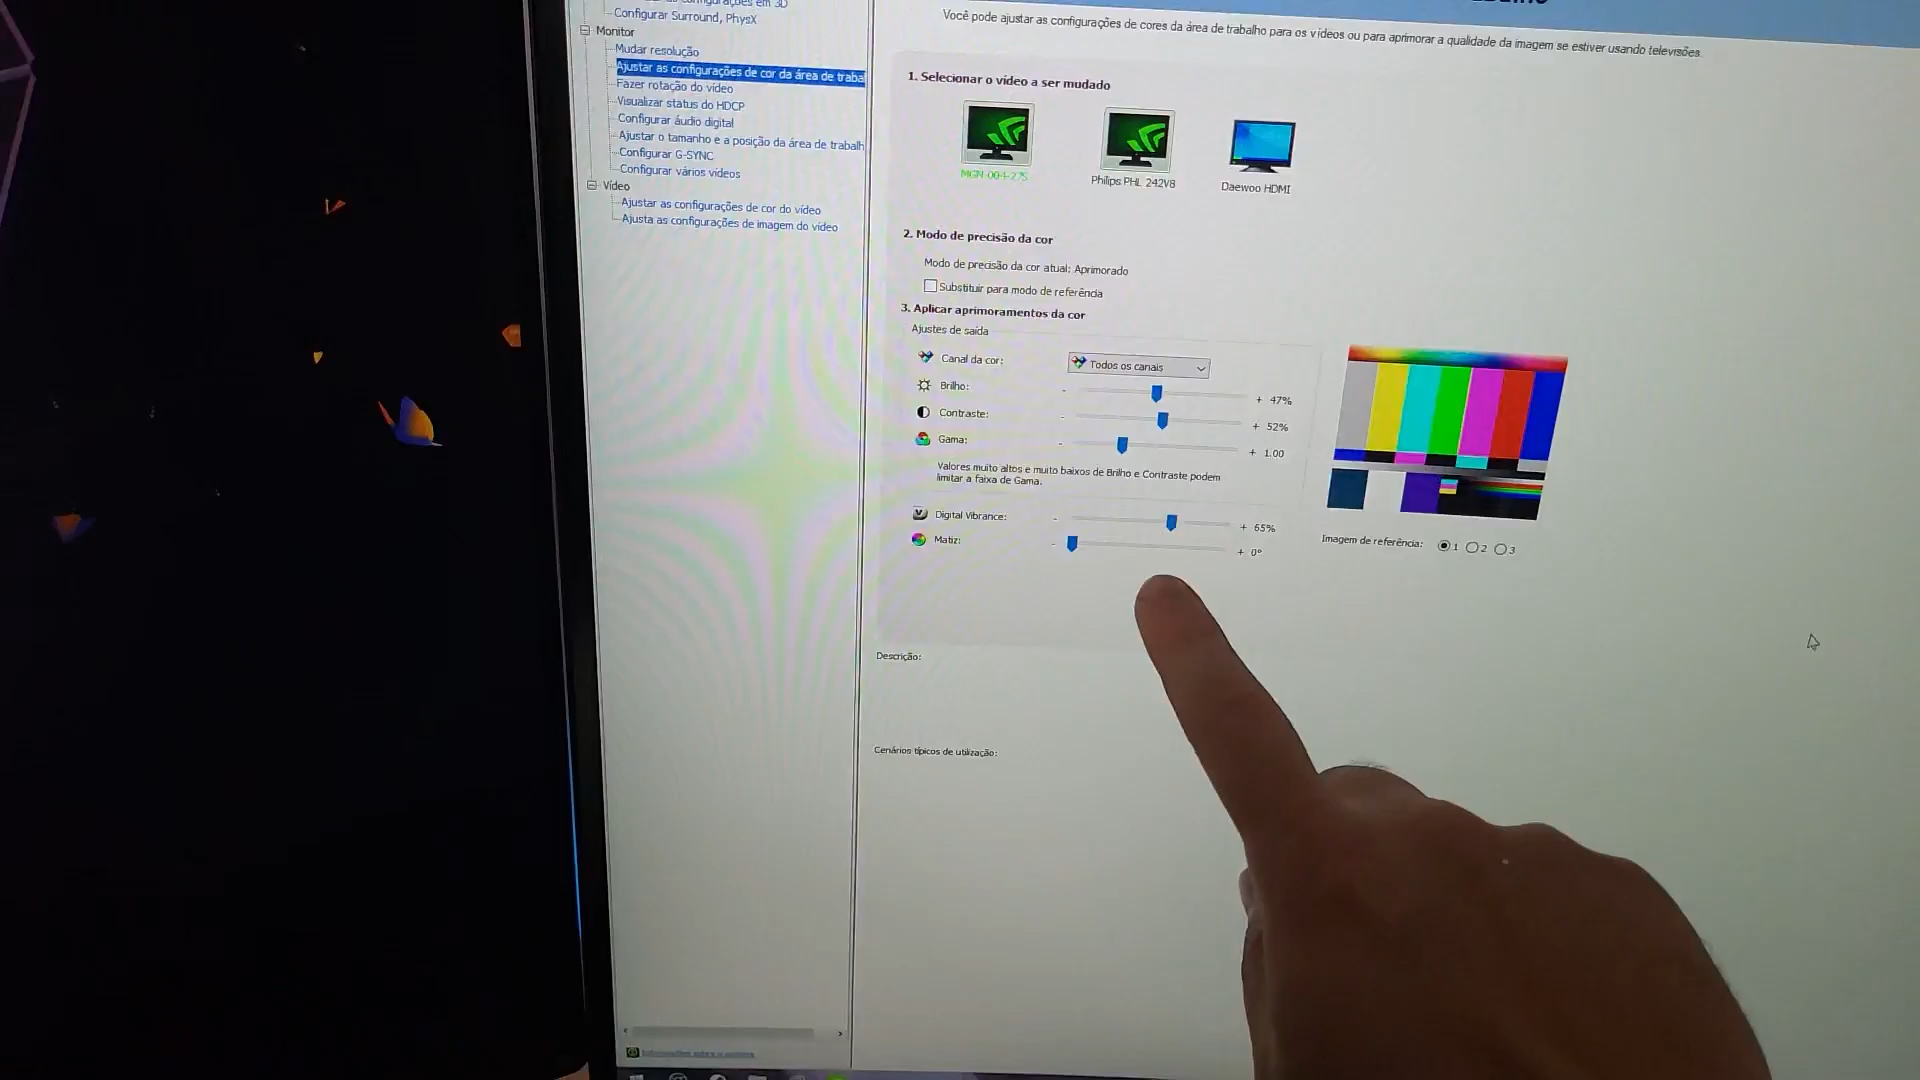 Configurar Surround, PhysX
Monitor
Mudar resolução
Ajustar as configurações de cor da área de traba
Fazer rotação do vídeo
Visualizar status do HDCP
Configurar áudio digital
Ajustar o tamanho e a posição da área de trabalh
Configurar G-SYNC
Configurar vários vídeos
Vídeo
Ajustar as configurações de cor do vídeo
Ajusta as configurações de imagem do vídeo
Você pode ajustar as configurações de cores da área de trabalho para os vídeos ou para aprimorar a qualidade da imagem se estiver usando televisões.
1. Selecionar o vídeo a ser mudado
Philips PHL 242V8
Daewoo HDMI
2. Modo de precisão da cor
Modo de precisão da cor atual: Aprimorado
Substituir para modo de referência
3. Aplicar aprimoramentos da cor
Ajustes de saída
Canal da cor:
Todos os canais
Brilho:
- + 47%
Contraste:
- + 52%
Gama:
- + 1.00
Valores muito altos e muito baixos de Brilho e Contraste podem
limitar a faixa de Gama.
Digital Vibrance:
- + 65%
Matiz:
- + 0°
Imagem de referência: 1 2 3
Descrição:
Cenários típicos de utilização: